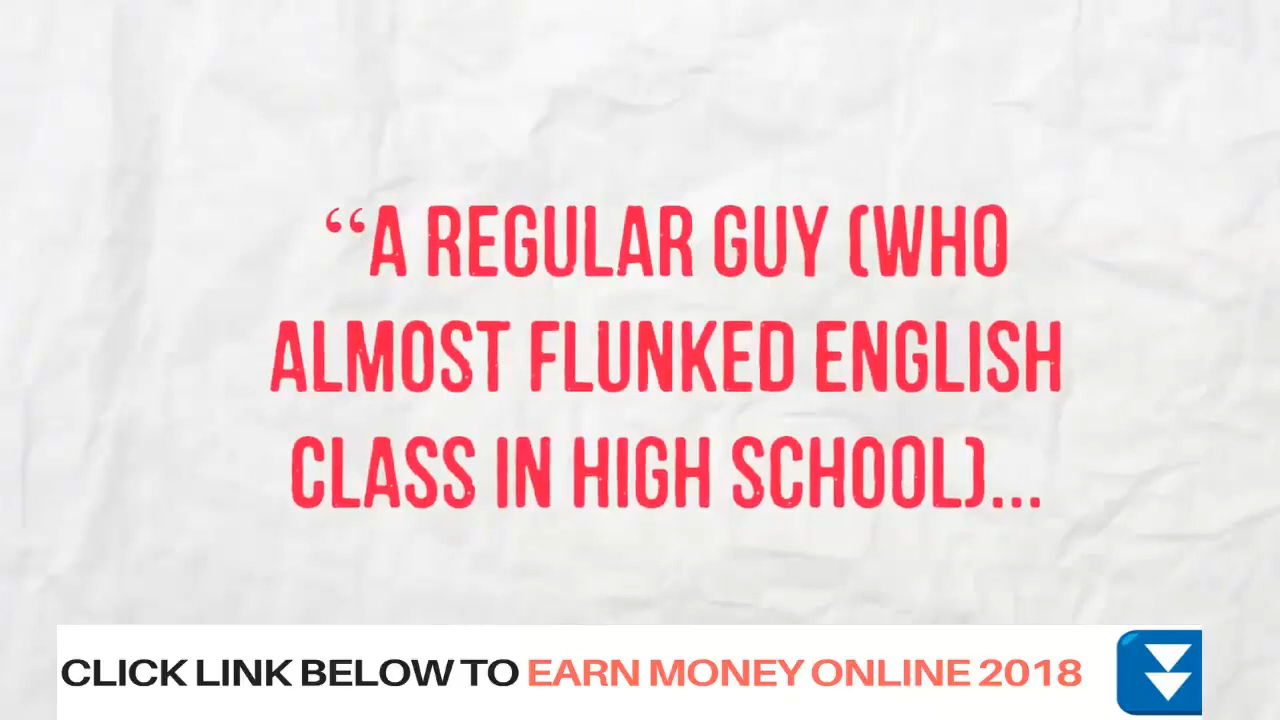 “A REGULAR GUY (WHO
ALMOST FLUNKED ENGLISH
CLASS IN HIGH SCHOOL)...
CLICK LINK BELOW TO EARN MONEY ONLINE 2018